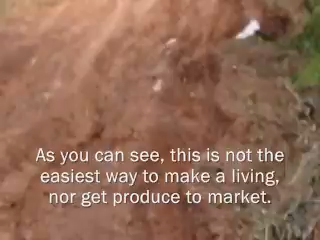 As you can see, this is not the
easiest way to make a living,
nor get produce to market.